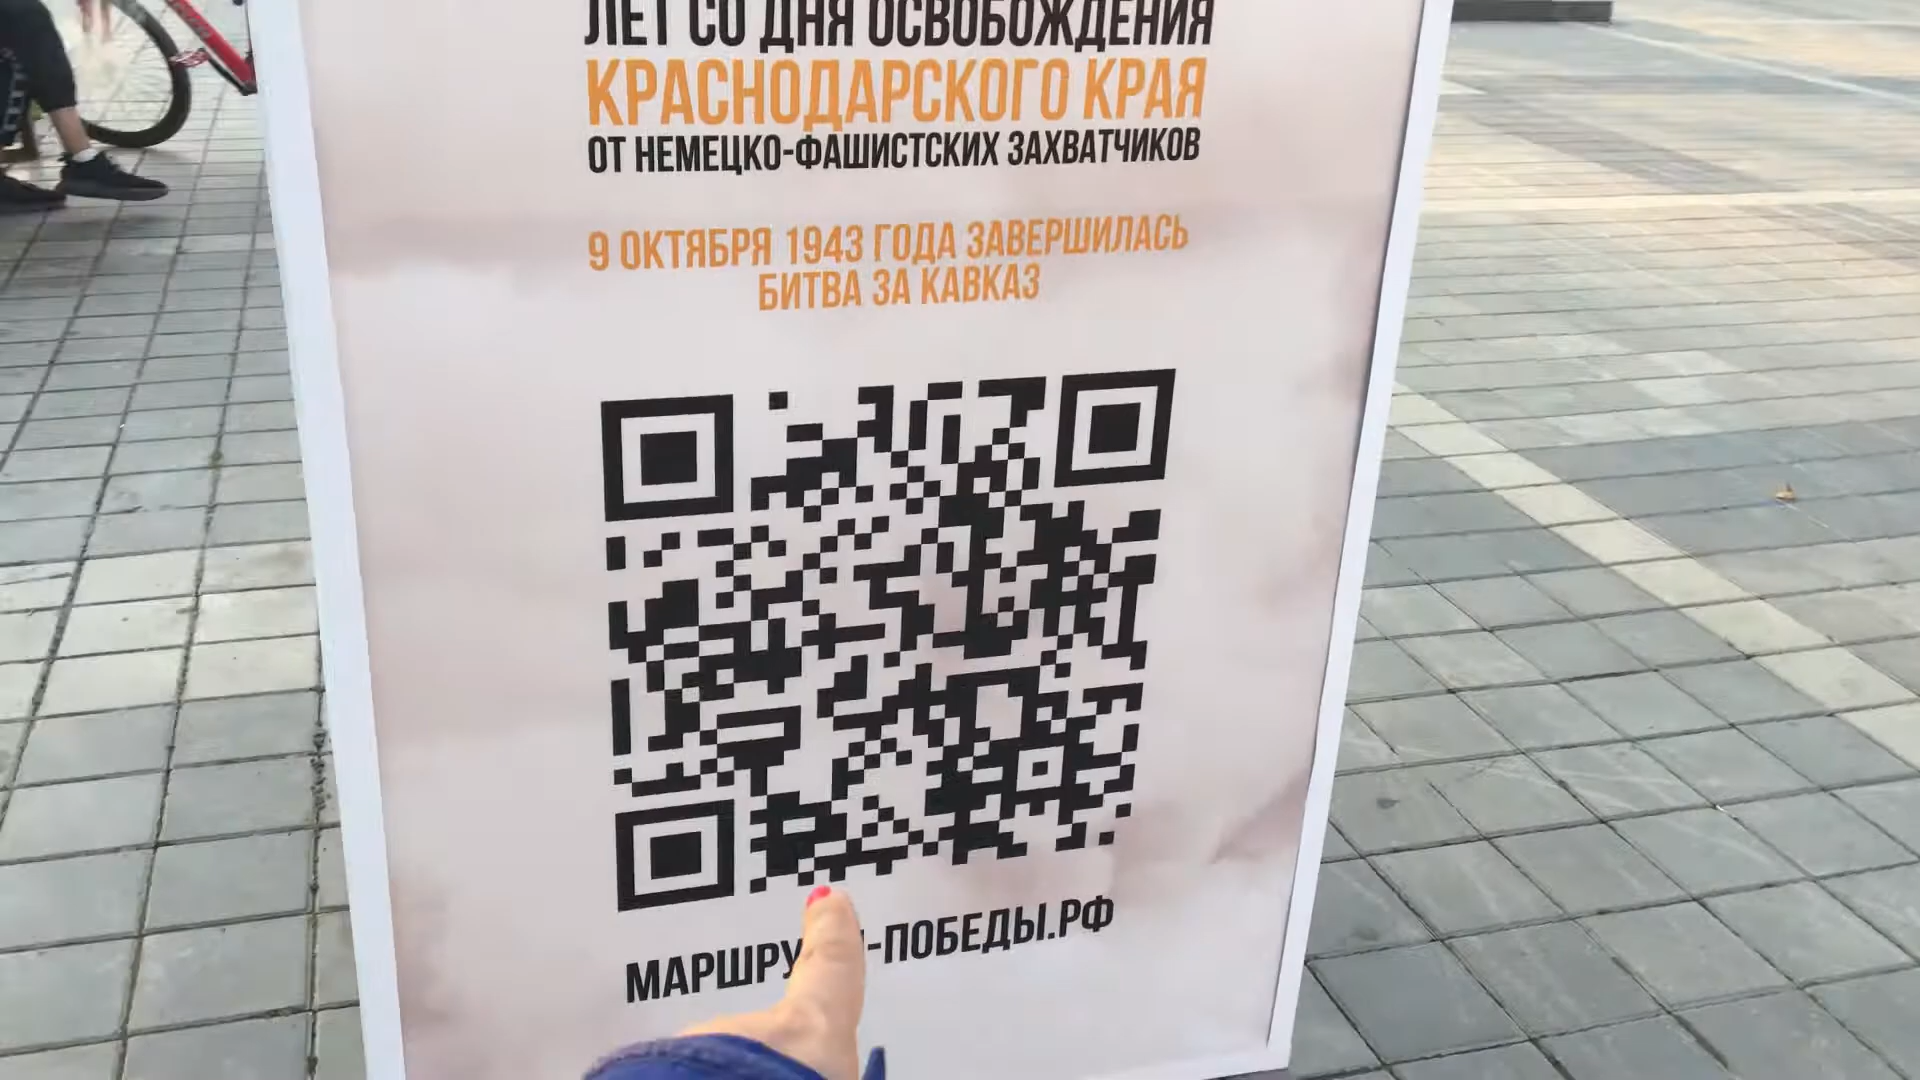 ЛЕТ СО ДНЯ ОСВОБОЖДЕНИЯ
КРАСНОДАРСКОГО КРАЯ
ОТ НЕМЕЦКО-ФАШИСТСКИХ ЗАХВАТЧИКОВ
9 ОКТЯБРЯ 1943 ГОДА ЗАВЕРШИЛАСЬ
БИТВА ЗА КАВКАЗ
-ПОБЕДЫ.РФ